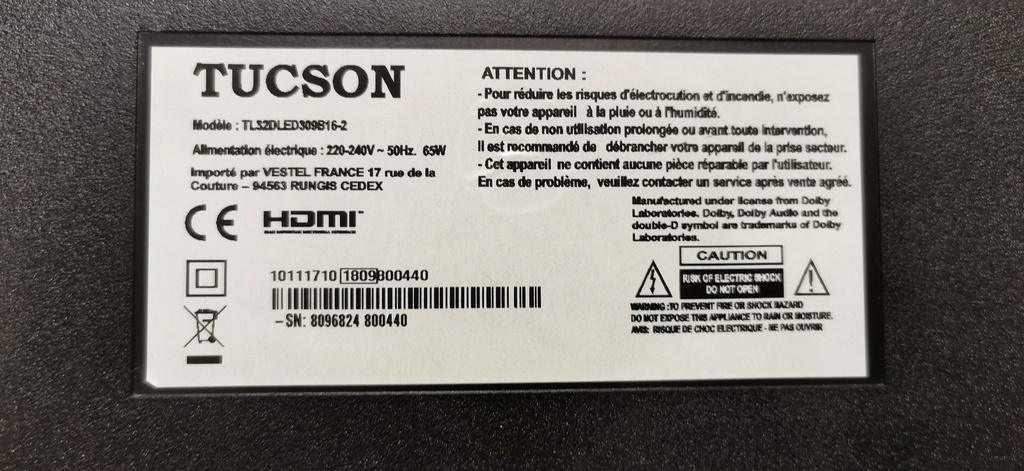 TUCSON
Modèle : TL32DLED309B16-2
Alimentation électrique : 220-240V ~ 50Hz. 65W
Importé par VESTEL FRANCE 17 rue de la
Couture – 94563 RUNGIS CEDEX
CE HDMI
HIGH DEFINITION MULTIMEDIA INTERFACE
10111710 1809B00440
–SN: 8096824 800440
ATTENTION :
- Pour réduire les risques d'électrocution et d'incendie, n'exposez
pas votre appareil à la pluie ou à l'humidité.
- En cas de non utilisation prolongée ou avant toute intervention,
Il est recommandé de débrancher votre appareil de la prise secteur.
- Cet appareil ne contient aucune pièce réparable par l'utilisateur.
En cas de problème, veuillez contacter un service après vente agréé.
Manufactured under license from Dolby
Laboratories. Dolby, Dolby Audio and the
double-D symbol are trademarks of Dolby
Laboratories.
CAUTION
RISK OF ELECTRIC SHOCK
DO NOT OPEN
WARNING :TO PREVENT FIRE OR SHOCK HAZARD
DO NOT EXPOSE THIS APPLIANCE TO RAIN OR MOISTURE.
AVIS: RISQUE DE CHOC ELECTRIQUE - NE PAS OUVRIR